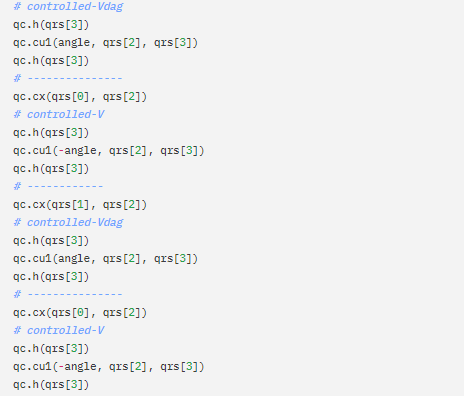 # controlled-Vdag
qc.h(qrs[3])
qc.cu1(angle, qrs[2], qrs[3])
qc.h(qrs[3])
# ---------------
qc.cx(qrs[0], qrs[2])
# controlled-V
qc.h(qrs[3])
qc.cu1(-angle, qrs[2], qrs[3])
qc.h(qrs[3])
# ------------
qc.cx(qrs[1], qrs[2])
# controlled-Vdag
qc.h(qrs[3])
qc.cu1(angle, qrs[2], qrs[3])
qc.h(qrs[3])
# ---------------
qc.cx(qrs[0], qrs[2])
# controlled-V
qc.h(qrs[3])
qc.cu1(-angle, qrs[2], qrs[3])
qc.h(qrs[3])